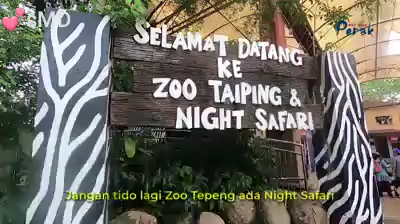 SMO
Perak
SELAMAT DATANG
KE
ZOO TAIPING &
NIGHT SAFARI
Jangan tido lagi Zoo Tepeng ada Night Safari